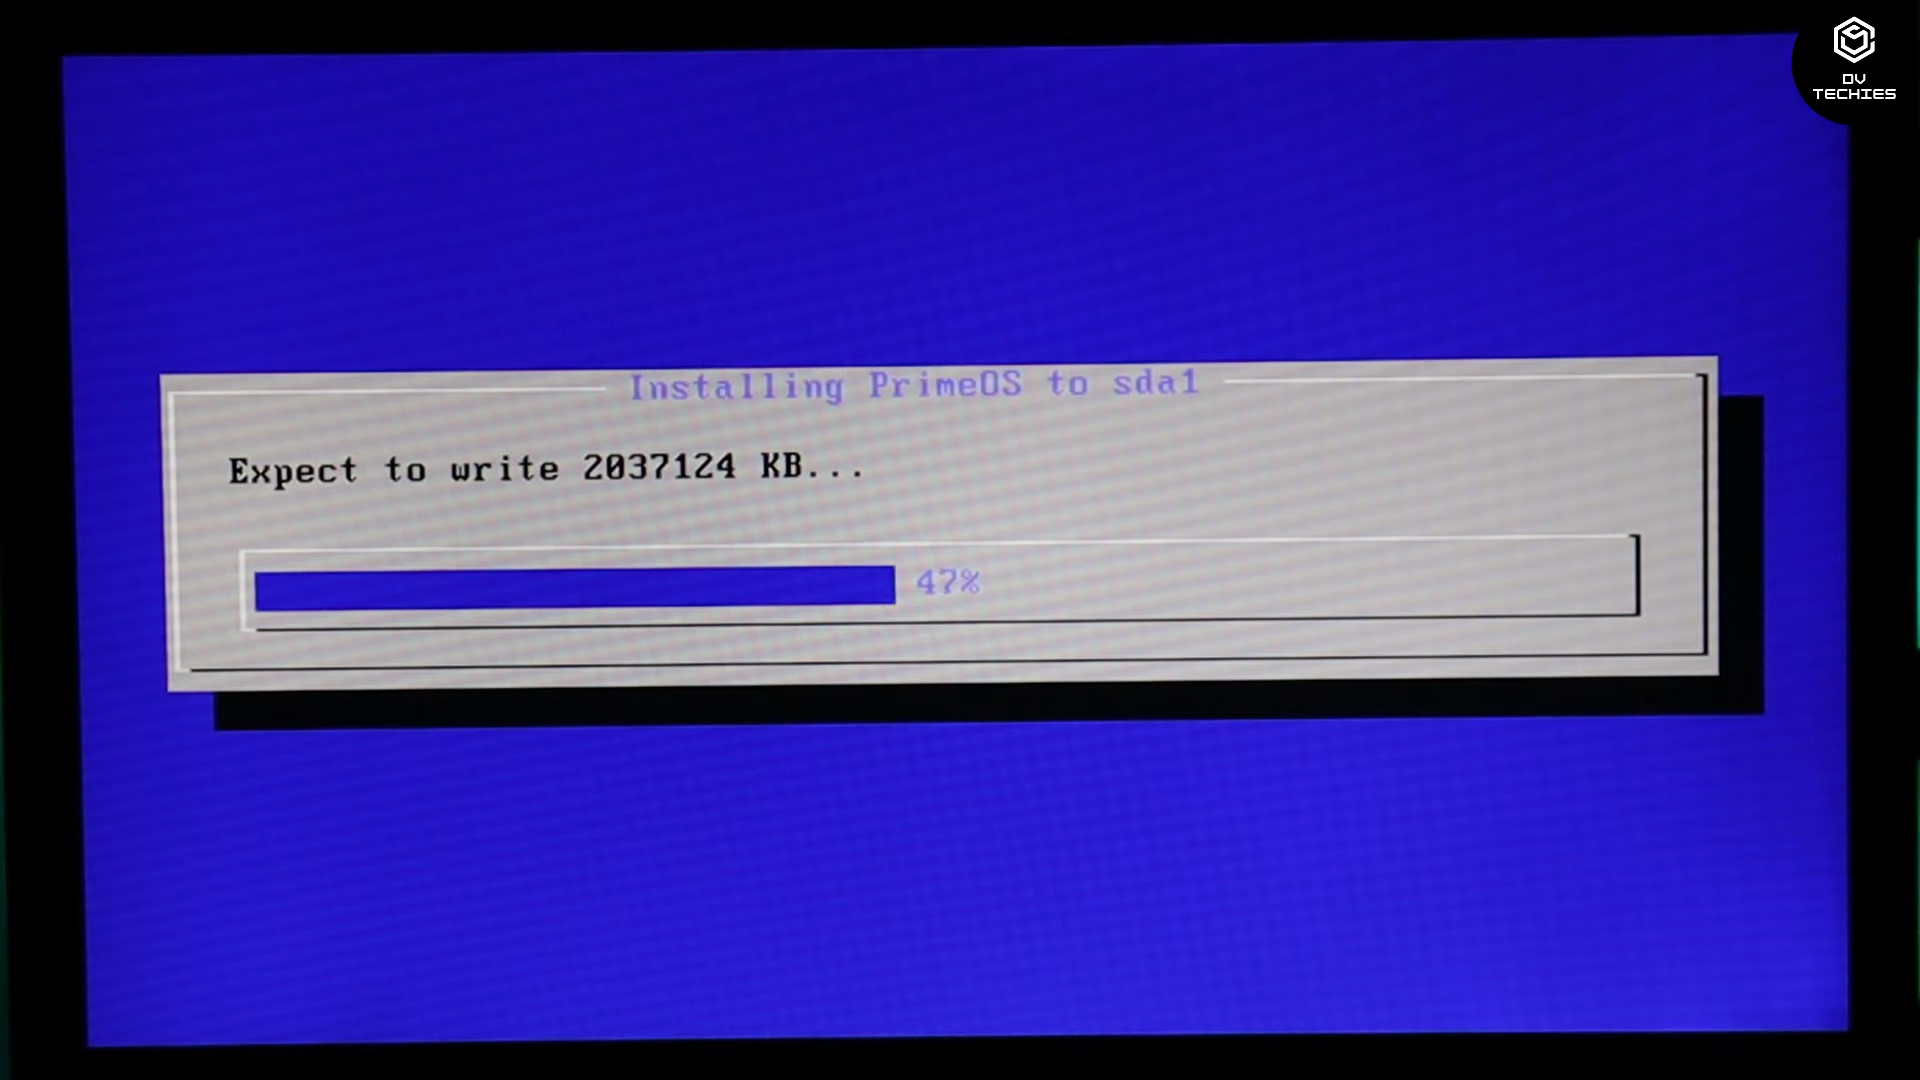 DV
TECHIES
Installing PrimeOS to sda1
Expect to write 2037124 KB...
47%